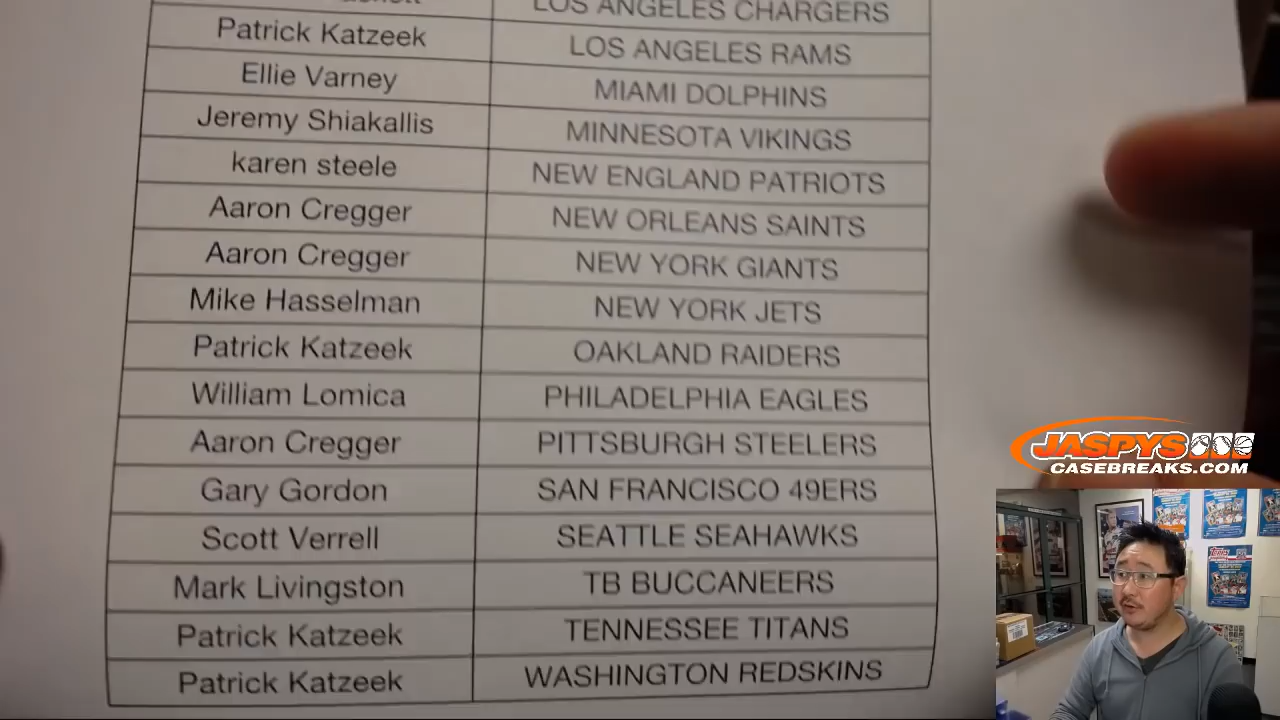 LOS ANGELES CHARGERS
Patrick Katzeek LOS ANGELES RAMS
Ellie Varney MIAMI DOLPHINS
Jeremy Shiakallis MINNESOTA VIKINGS
karen steele NEW ENGLAND PATRIOTS
Aaron Cregger NEW ORLEANS SAINTS
Aaron Cregger NEW YORK GIANTS
Mike Hasselman NEW YORK JETS
Patrick Katzeek OAKLAND RAIDERS
William Lomica PHILADELPHIA EAGLES
Aaron Cregger PITTSBURGH STEELERS
Gary Gordon SAN FRANCISCO 49ERS
Scott Verrell SEATTLE SEAHAWKS
Mark Livingston TB BUCCANEERS
Patrick Katzeek TENNESSEE TITANS
Patrick Katzeek WASHINGTON REDSKINS
JASPYS
CASEBREAKS.COM